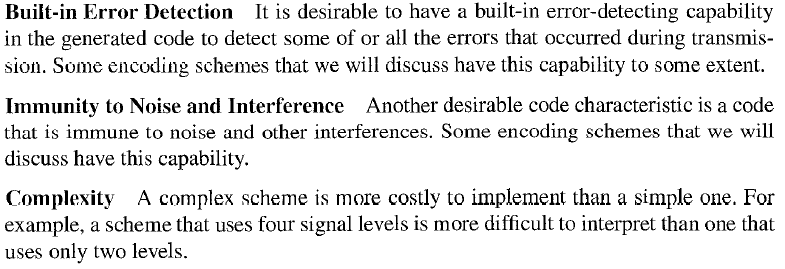 Built-in Error Detection It is desirable to have a built-in error-detecting capability
in the generated code to detect some of or all the errors that occurred during transmis-
sion. Some encoding schemes that we will discuss have this capability to some extent.
Immunity to Noise and Interference Another desirable code characteristic is a code
that is immune to noise and other interferences. Some encoding schemes that we will
discuss have this capability.
Complexity A complex scheme is more costly to implement than a simple one. For
example, a scheme that uses four signal levels is more difficult to interpret than one that
uses only two levels.